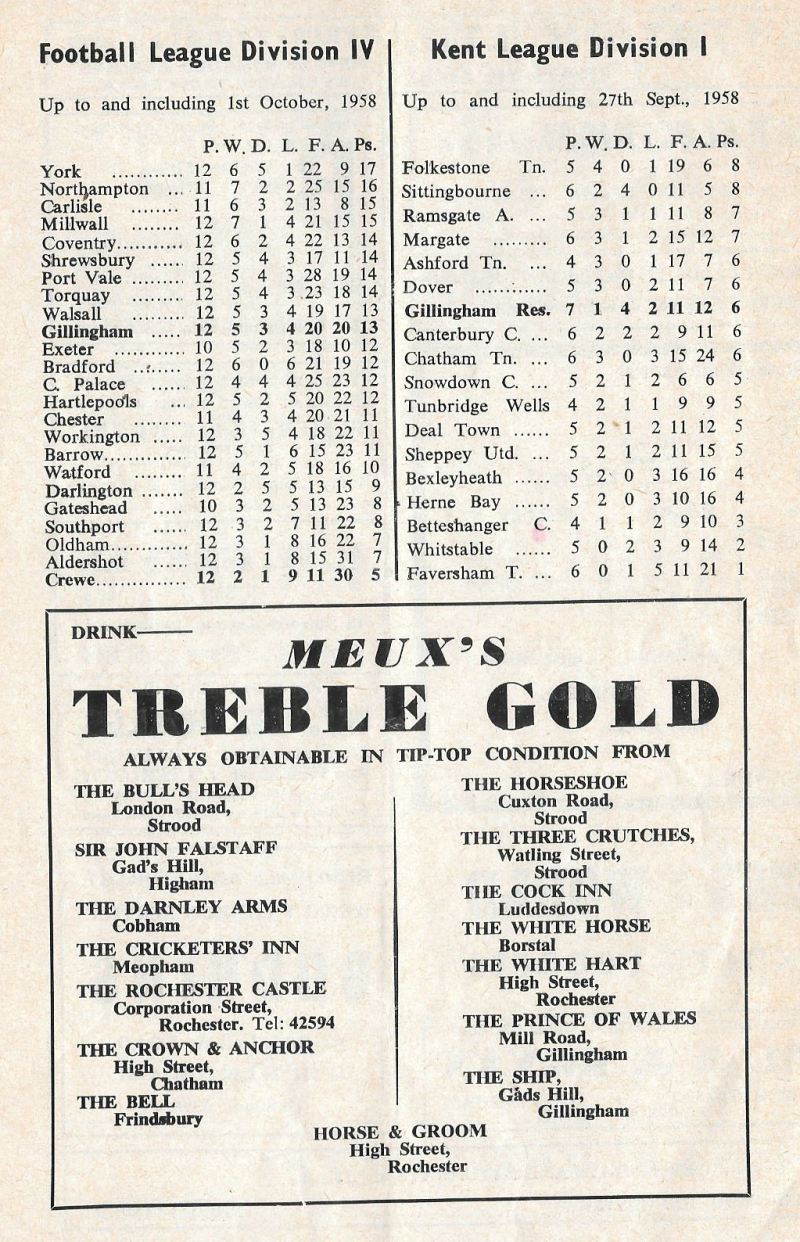 Football League Division IV
Up to and including 1st October, 1958
P. W. D. L. F. A. Ps.
York ............ 12 6 5 1 22 9 17
Northampton ... 11 7 2 2 25 15 16
Carlisle ........ 11 6 3 2 13 8 15
Millwall ........ 12 7 1 4 21 15 15
Coventry........... 12 6 2 4 22 13 14
Shrewsbury ...... 12 5 4 3 17 11 14
Port Vale ......... 12 5 4 3 28 19 14
Torquay ........ 12 5 4 3 23 18 14
Walsall ...... 12 5 3 4 19 17 13
Gillingham ..... 12 5 3 4 20 20 13
Exeter ............ 10 5 2 3 18 10 12
Bradford ........ 12 6 0 6 21 19 12
C. Palace ...... 12 4 4 4 25 23 12
Hartlepools ... 12 5 2 5 20 22 12
Chester ........ 11 4 3 4 20 21 11
Workington ..... 12 3 5 4 18 22 11
Barrow.............. 12 5 1 6 15 23 11
Watford ........ 11 4 2 5 18 16 10
Darlington ....... 12 2 5 5 13 15 9
Gateshead ..... 10 3 2 5 13 23 8
Southport ...... 12 3 2 7 11 22 8
Oldham............. 12 3 1 8 16 22 7
Aldershot ...... 12 3 1 8 15 31 7
Crewe............... 12 2 1 9 11 30 5
Kent League Division I
Up to and including 27th Sept., 1958
P. W. D. L. F. A. Ps.
Folkestone Tn. 5 4 0 1 19 6 8
Sittingbourne ... 6 2 4 0 11 5 8
Ramsgate A. ... 5 3 1 1 11 8 7
Margate ......... 6 3 1 2 15 12 7
Ashford Tn. ... 4 3 0 1 17 7 6
Dover ............ 5 3 0 2 11 7 6
Gillingham Res. 7 1 4 2 11 12 6
Canterbury C. ... 6 2 2 2 9 11 6
Chatham Tn. ... 6 3 0 3 15 24 6
Snowdown C. ... 5 2 1 2 6 6 5
Tunbridge Wells 4 2 1 1 9 9 5
Deal Town ...... 5 2 1 2 11 12 5
Sheppey Utd. ... 5 2 1 2 11 15 5
Bexleyheath ...... 5 2 0 3 16 16 4
Herne Bay ...... 5 2 0 3 10 16 4
Betteshanger C. 4 1 1 2 9 10 3
Whitstable ...... 5 0 2 3 9 14 2
Faversham T. ... 6 0 1 5 11 21 1
DRINK—
MEUX'S
TREBLE GOLD
ALWAYS OBTAINABLE IN TIP-TOP CONDITION FROM
THE BULL'S HEAD
London Road,
Strood
SIR JOHN FALSTAFF
Gad's Hill,
Higham
THE DARNLEY ARMS
Cobham
THE CRICKETERS' INN
Meopham
THE ROCHESTER CASTLE
Corporation Street,
Rochester. Tel: 42594
THE CROWN & ANCHOR
High Street,
Chatham
THE BELL
Frindsbury
THE HORSESHOE
Cuxton Road,
Strood
THE THREE CRUTCHES,
Watling Street,
Strood
THE COCK INN
Luddesdown
THE WHITE HORSE
Borstal
THE WHITE HART
High Street,
Rochester
THE PRINCE OF WALES
Mill Road,
Gillingham
THE SHIP,
Gads Hill,
Gillingham
HORSE & GROOM
High Street,
Rochester